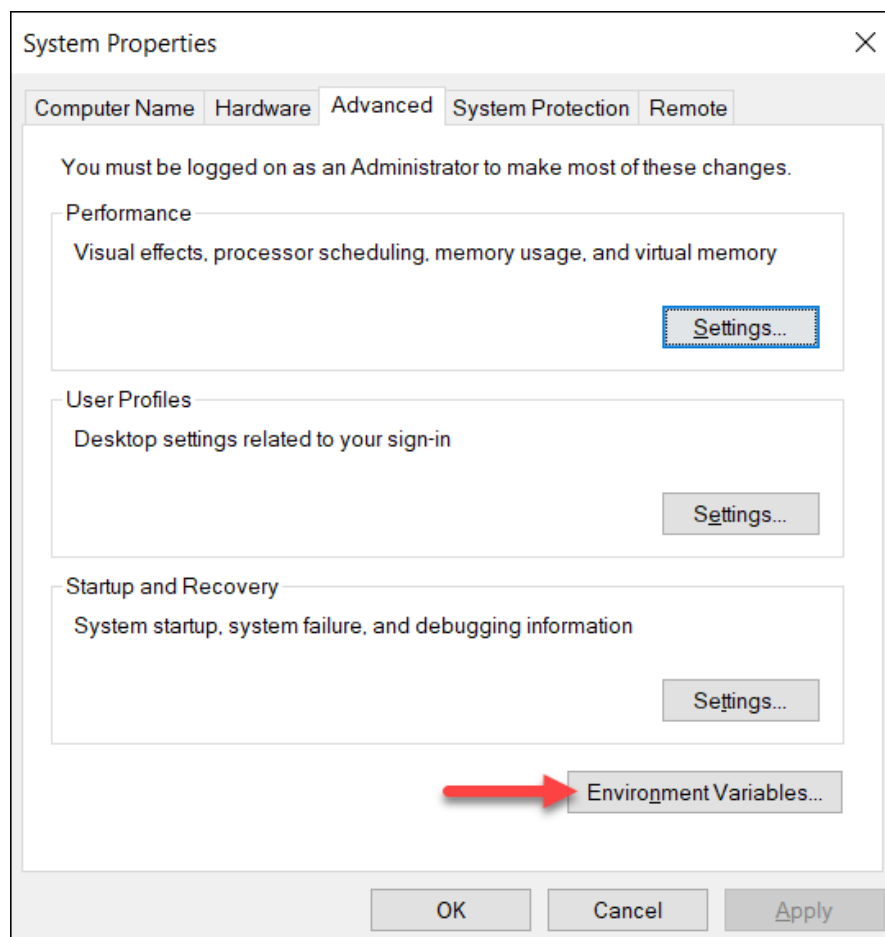 System Properties
Computer Name Hardware Advanced System Protection Remote
You must be logged on as an Administrator to make most of these changes.
Performance
Visual effects, processor scheduling, memory usage, and virtual memory
Settings...
User Profiles
Desktop settings related to your sign-in
Settings...
Startup and Recovery
System startup, system failure, and debugging information
Settings...
Environment Variables...
OK Cancel Apply